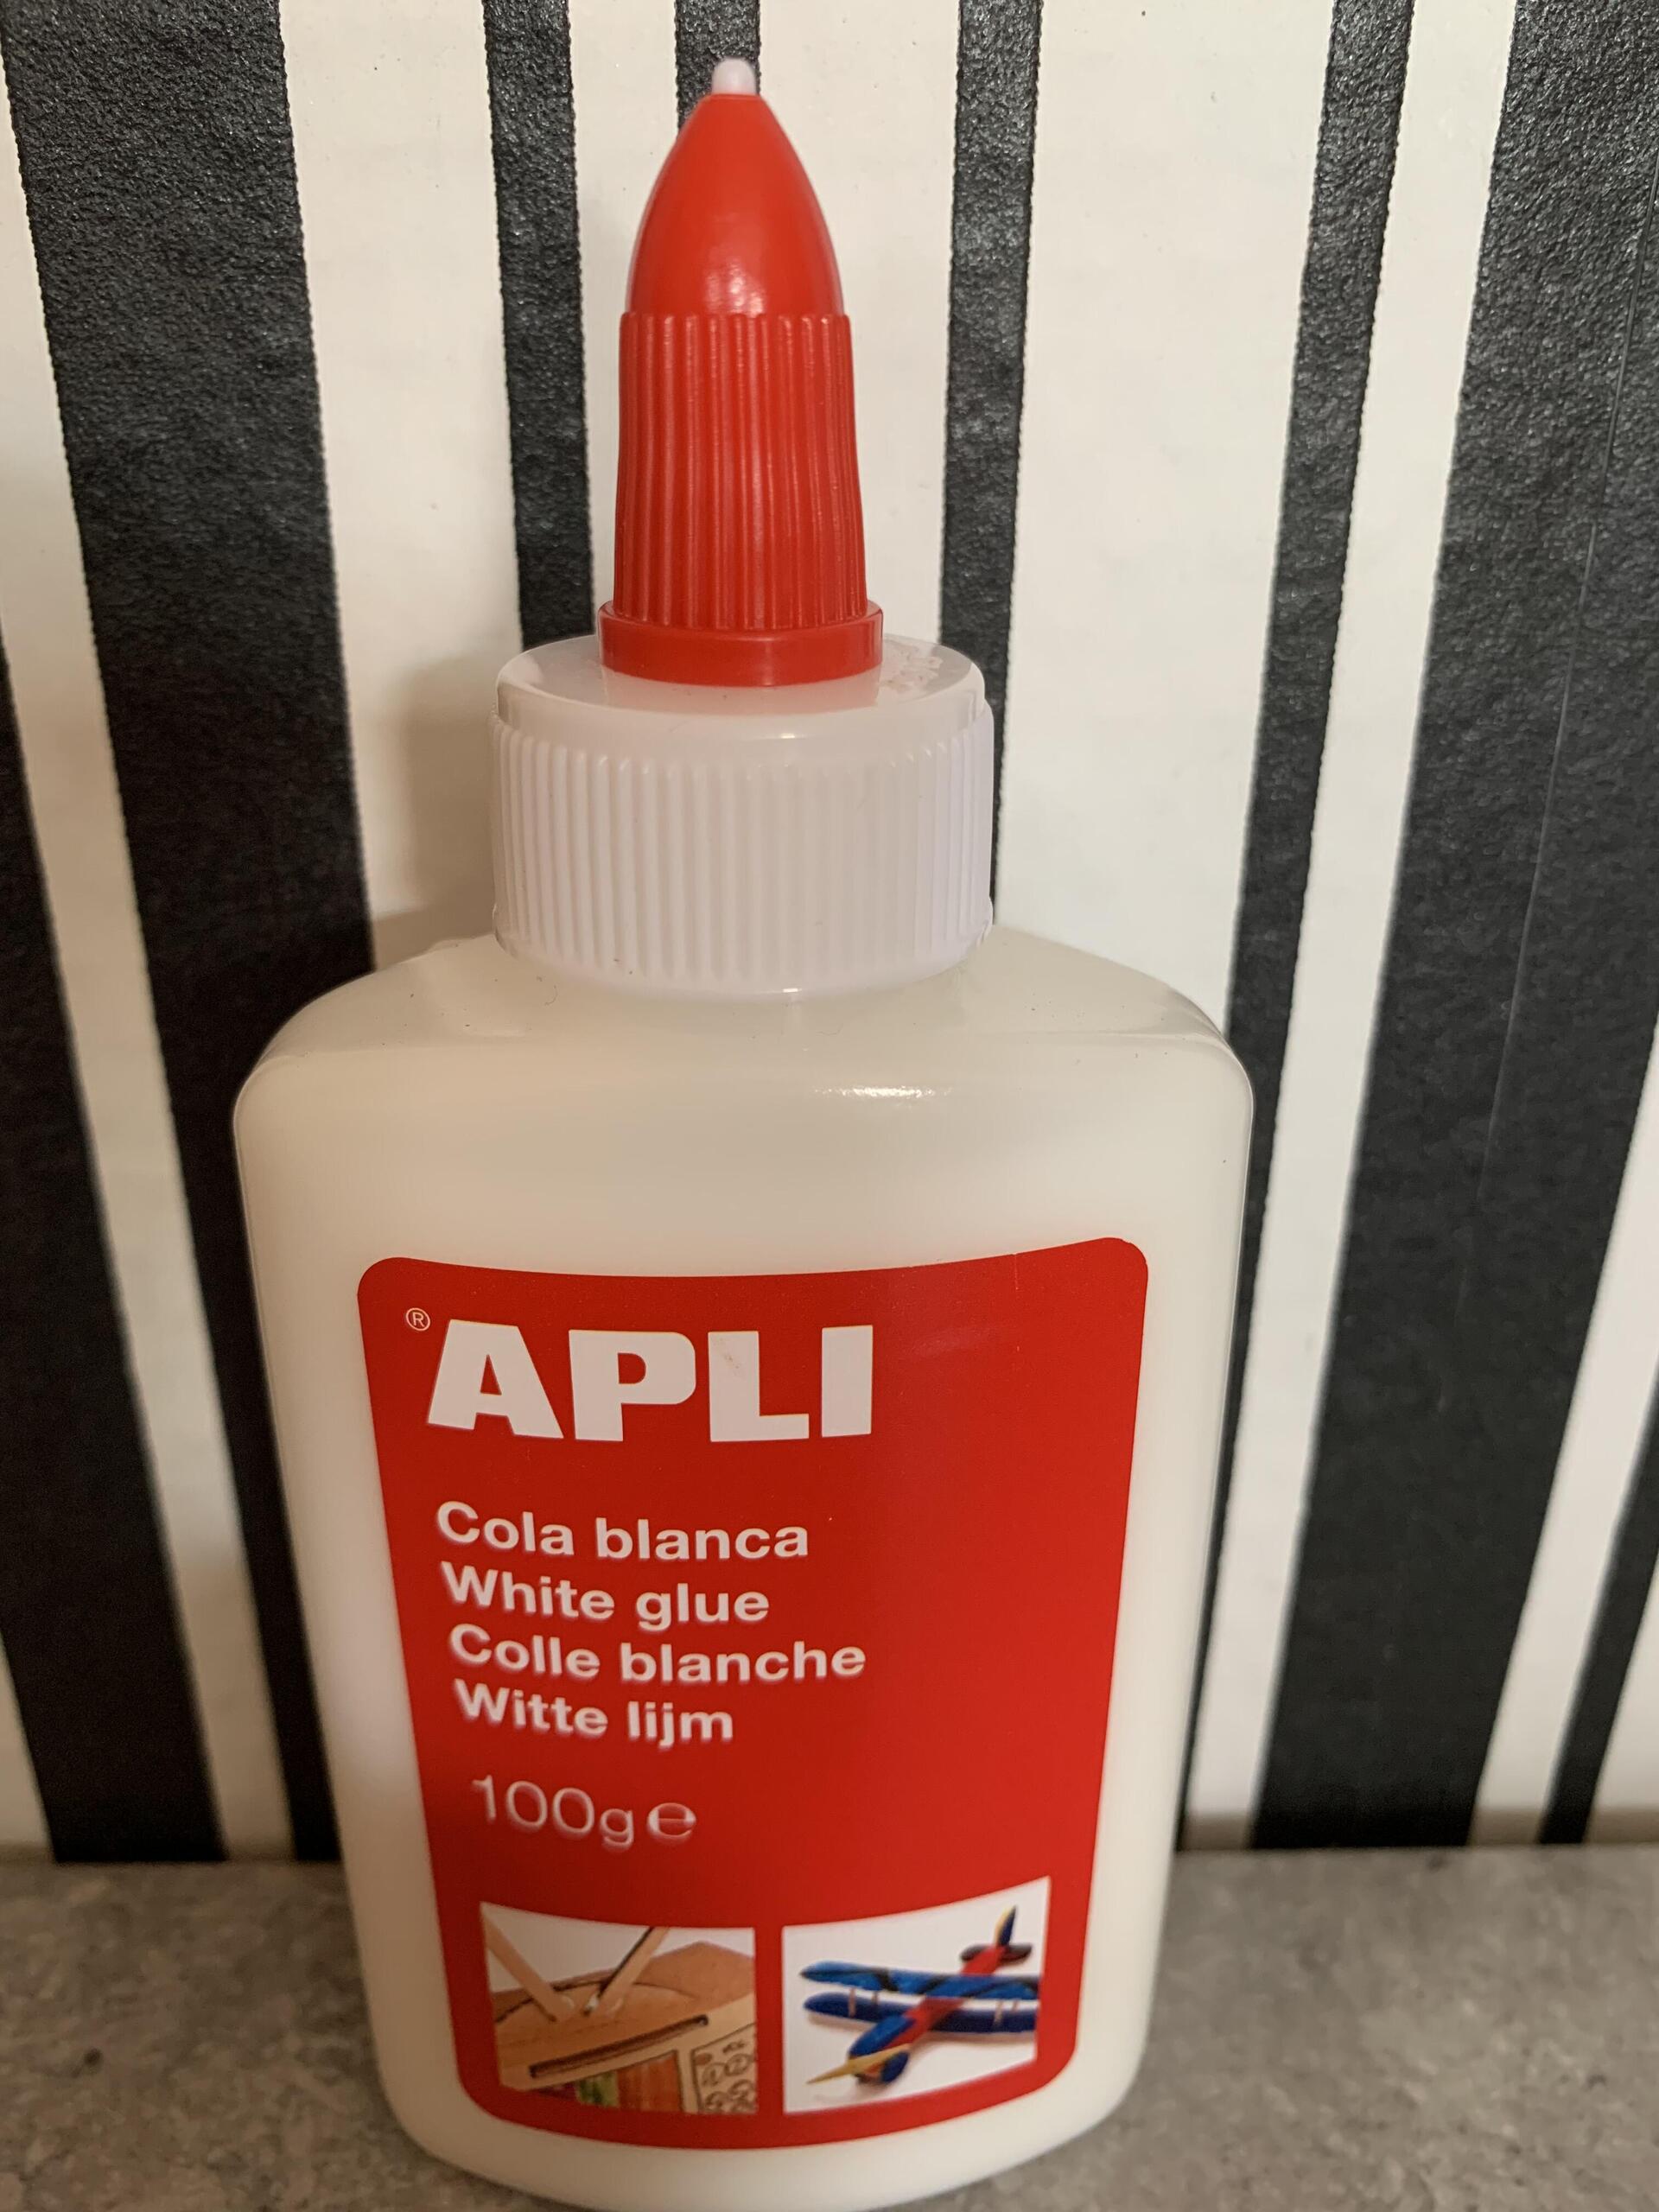 ® APLI
Cola blanca
White glue
Colle blanche
Witte lijm
100g ℮